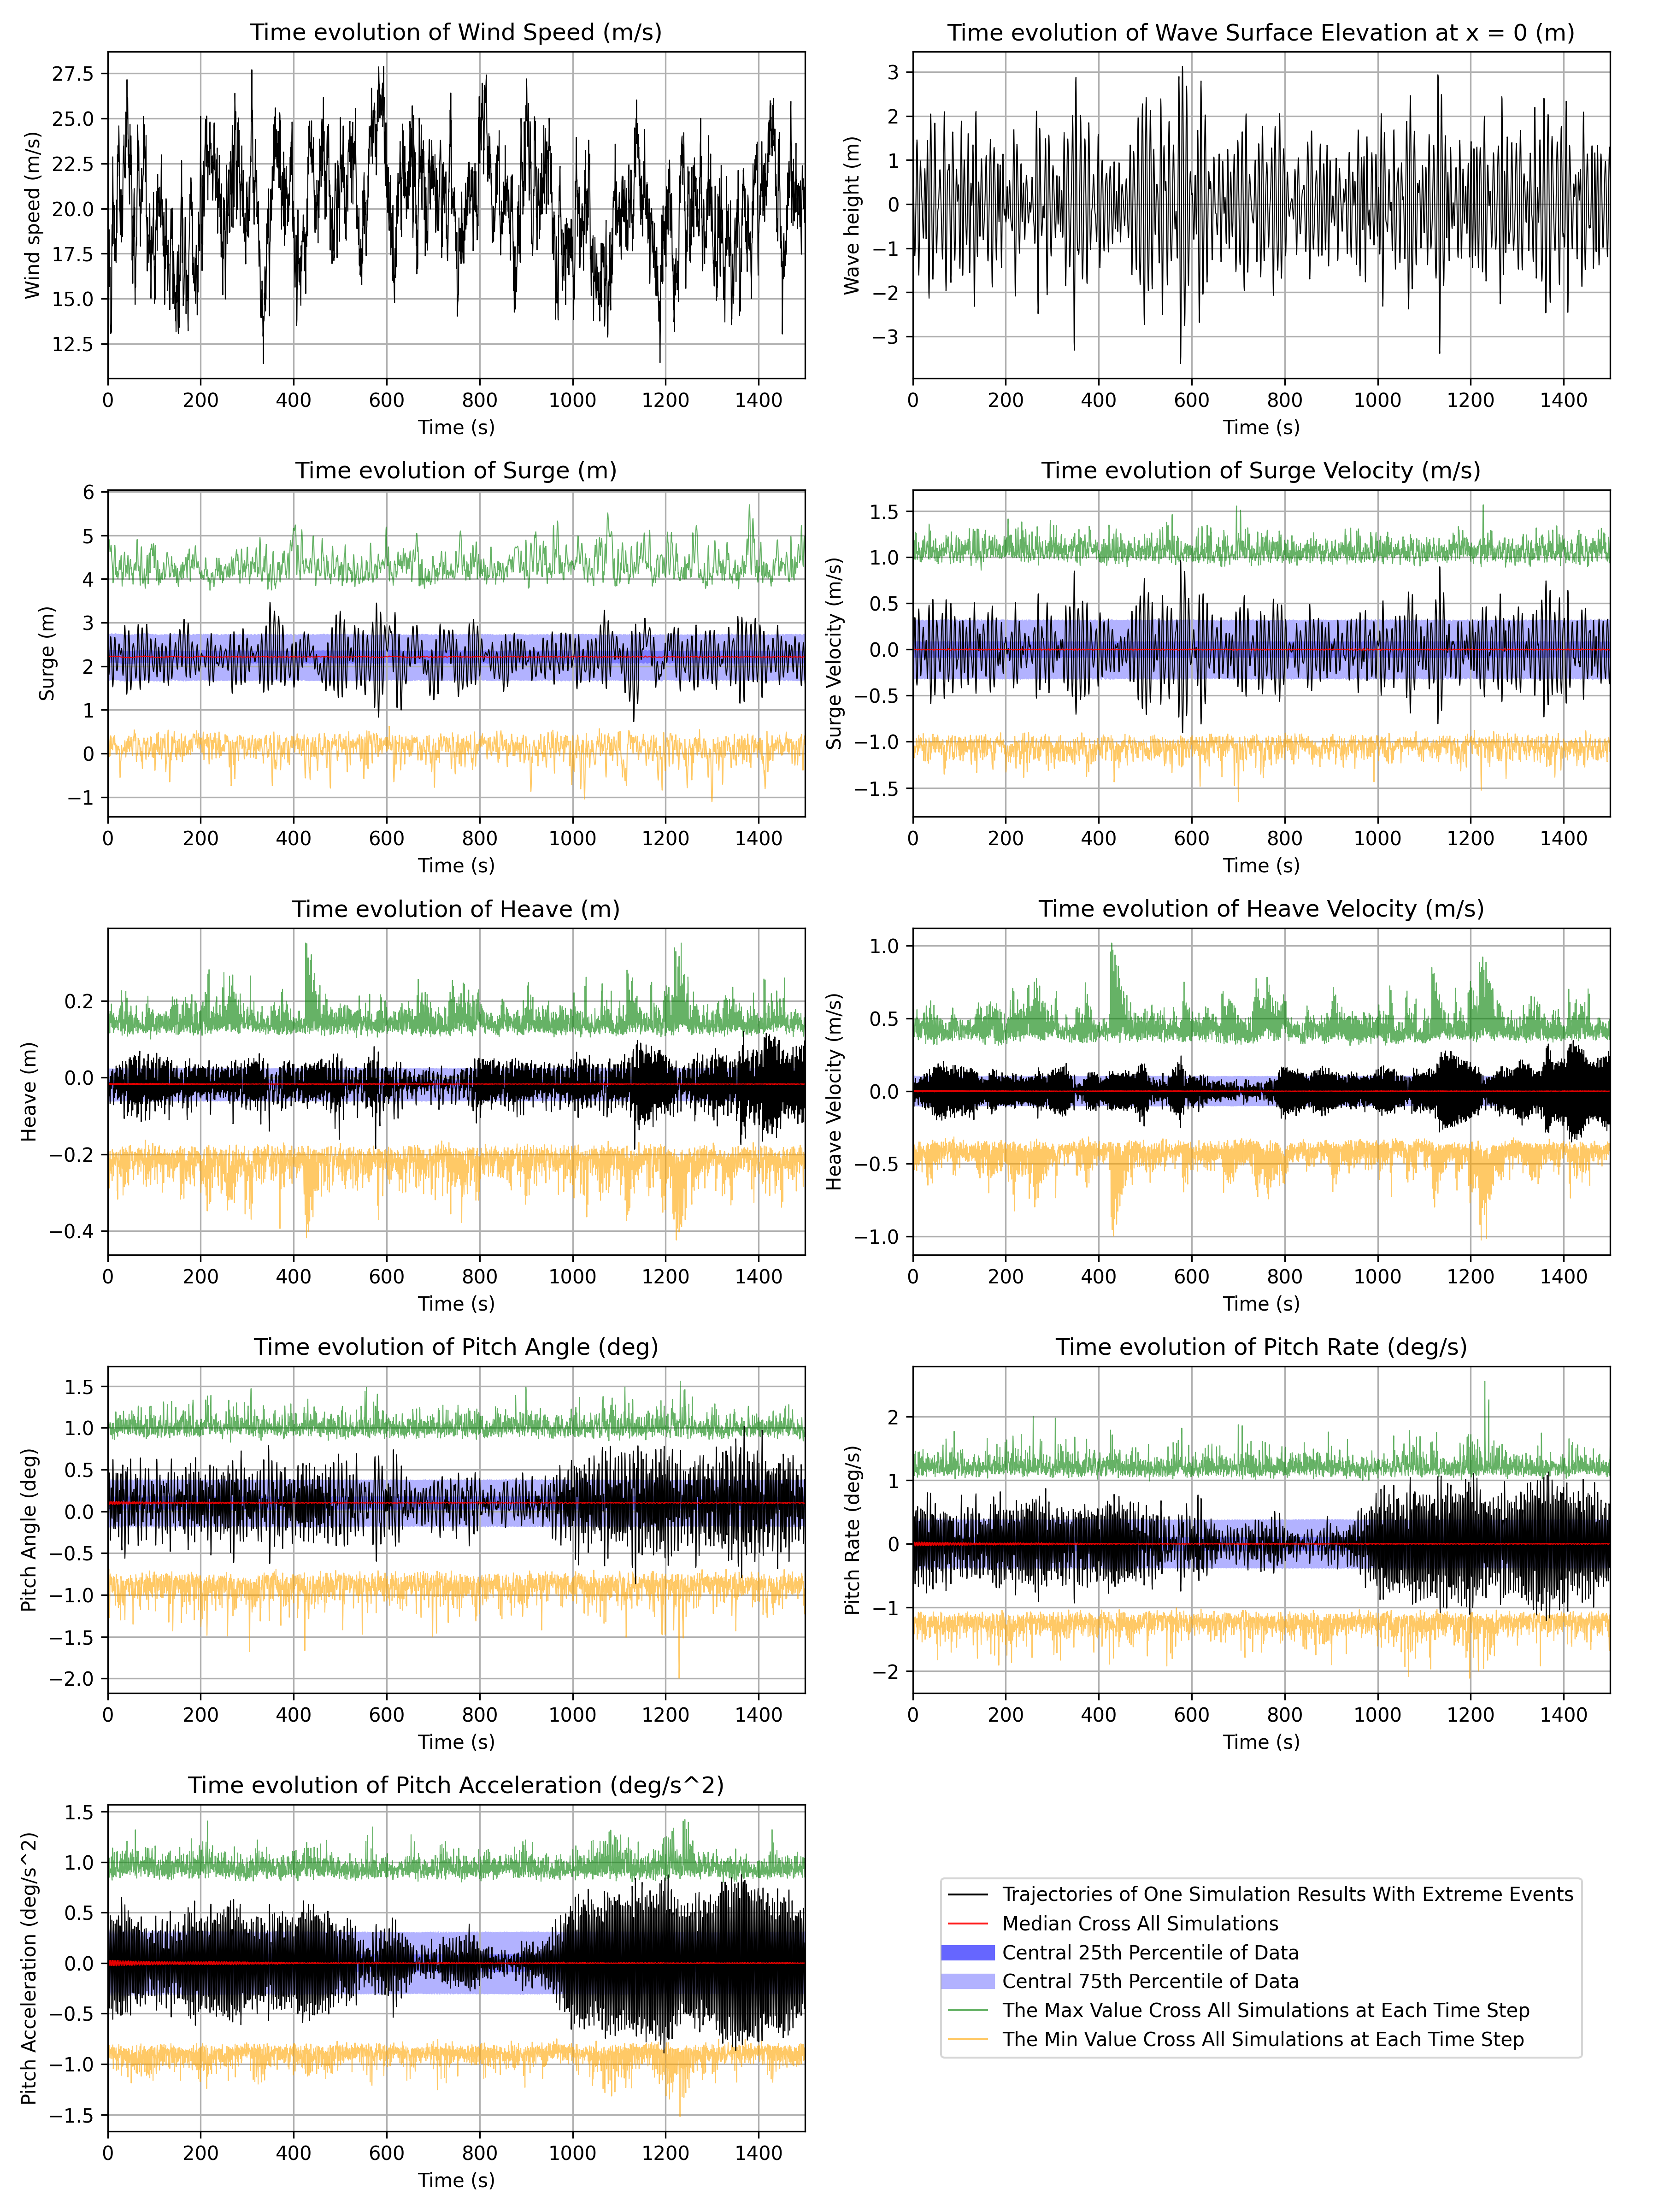 Time evolution of Wind Speed (m/s)
Wind speed (m/s)
27.5
25.0
22.5
20.0
17.5
15.0
12.5
0 200 400 600 800 1000 1200 1400
Time (s)
Time evolution of Wave Surface Elevation at x = 0 (m)
Wave height (m)
3
2
1
0
−1
−2
−3
0 200 400 600 800 1000 1200 1400
Time (s)
Time evolution of Surge (m)
Surge (m)
6
5
4
3
2
1
0
−1
0 200 400 600 800 1000 1200 1400
Time (s)
Time evolution of Surge Velocity (m/s)
Surge Velocity (m/s)
1.5
1.0
0.5
0.0
−0.5
−1.0
−1.5
0 200 400 600 800 1000 1200 1400
Time (s)
Time evolution of Heave (m)
Heave (m)
0.2
0.0
−0.2
−0.4
0 200 400 600 800 1000 1200 1400
Time (s)
Time evolution of Heave Velocity (m/s)
Heave Velocity (m/s)
1.0
0.5
0.0
−0.5
−1.0
0 200 400 600 800 1000 1200 1400
Time (s)
Time evolution of Pitch Angle (deg)
Pitch Angle (deg)
1.5
1.0
0.5
0.0
−0.5
−1.0
−1.5
−2.0
0 200 400 600 800 1000 1200 1400
Time (s)
Time evolution of Pitch Rate (deg/s)
Pitch Rate (deg/s)
2
1
0
−1
−2
0 200 400 600 800 1000 1200 1400
Time (s)
Time evolution of Pitch Acceleration (deg/s^2)
Pitch Acceleration (deg/s^2)
1.5
1.0
0.5
0.0
−0.5
−1.0
−1.5
0 200 400 600 800 1000 1200 1400
Time (s)
Trajectories of One Simulation Results With Extreme Events
Median Cross All Simulations
Central 25th Percentile of Data
Central 75th Percentile of Data
The Max Value Cross All Simulations at Each Time Step
The Min Value Cross All Simulations at Each Time Step